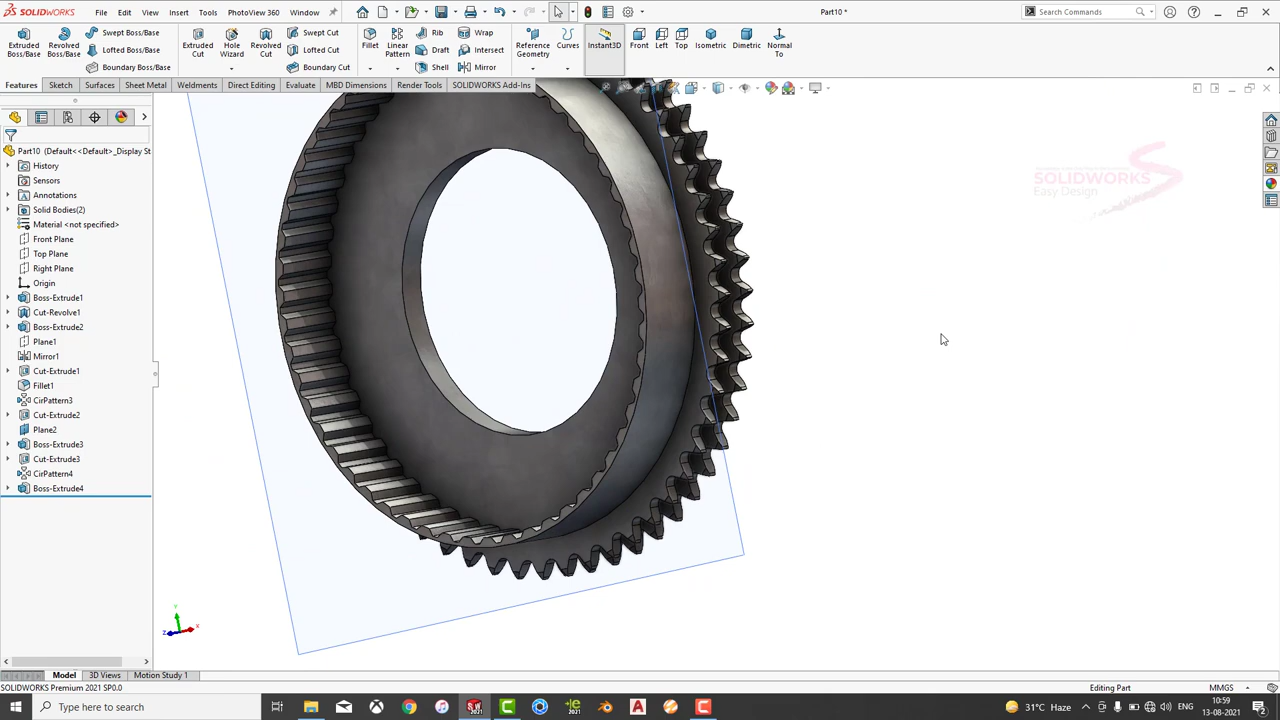 SOLIDWORKS
File Edit View Insert Tools PhotoView 360 Window
Part10 *
Search Commands
Extruded Boss/Base
Revolved Boss/Base
Swept Boss/Base
Lofted Boss/Base
Boundary Boss/Base
Extruded Cut
Hole Wizard
Revolved Cut
Swept Cut
Lofted Cut
Boundary Cut
Fillet
Linear Pattern
Rib
Draft
Shell
Wrap
Intersect
Mirror
Reference Geometry
Curves
Instant3D
Front
Left
Top
Isometric
Dimetric
Normal To
Features Sketch Surfaces Sheet Metal Weldments Direct Editing Evaluate MBD Dimensions Render Tools SOLIDWORKS Add-Ins
Part10 (Default<<Default>_Display St
History
Sensors
Annotations
Solid Bodies(2)
Material <not specified>
Front Plane
Top Plane
Right Plane
Origin
Boss-Extrude1
Cut-Revolve1
Boss-Extrude2
Plane1
Mirror1
Cut-Extrude1
Fillet1
CirPattern3
Cut-Extrude2
Plane2
Boss-Extrude3
Cut-Extrude3
CirPattern4
Boss-Extrude4
SOLIDWORKS
Easy Design
Y
Z
X
Model 3D Views Motion Study 1
SOLIDWORKS Premium 2021 SP0.0
Editing Part
MMGS
Type here to search
31°C Haze
ENG
10:59
13-08-2021